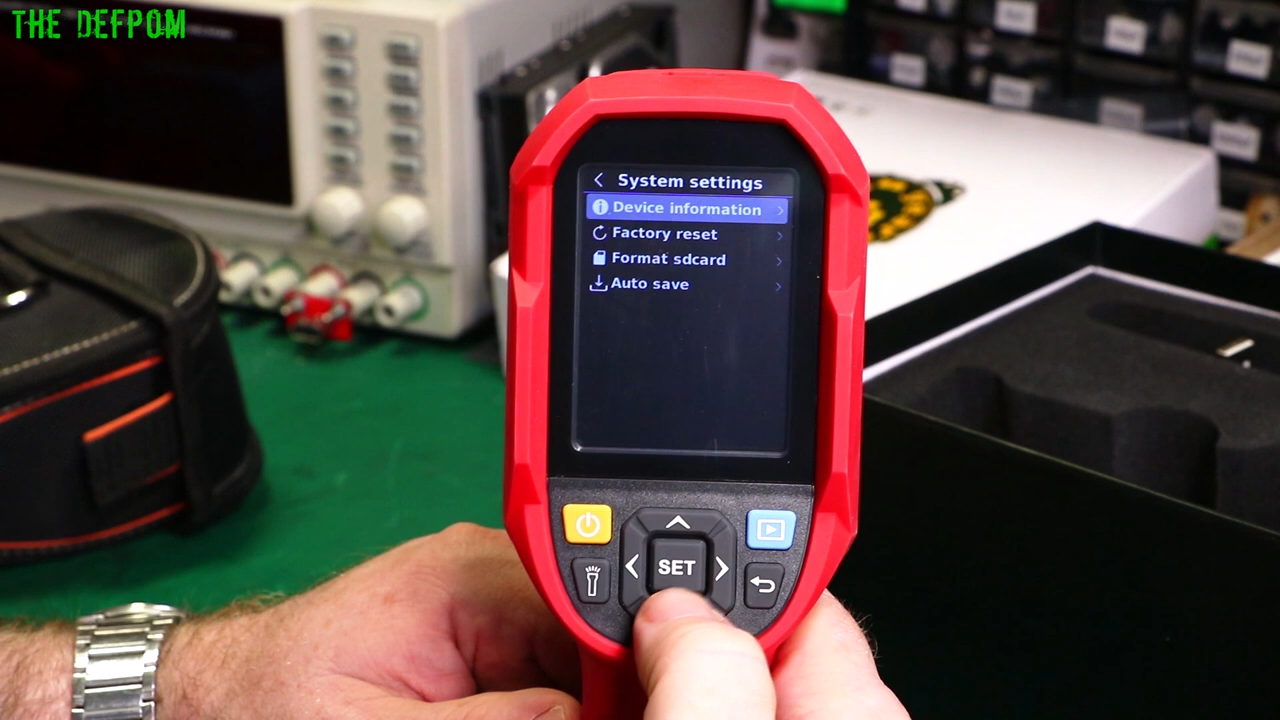 THE DEFPOM
System settings
Device information
Factory reset
Format sdcard
Auto save
SET